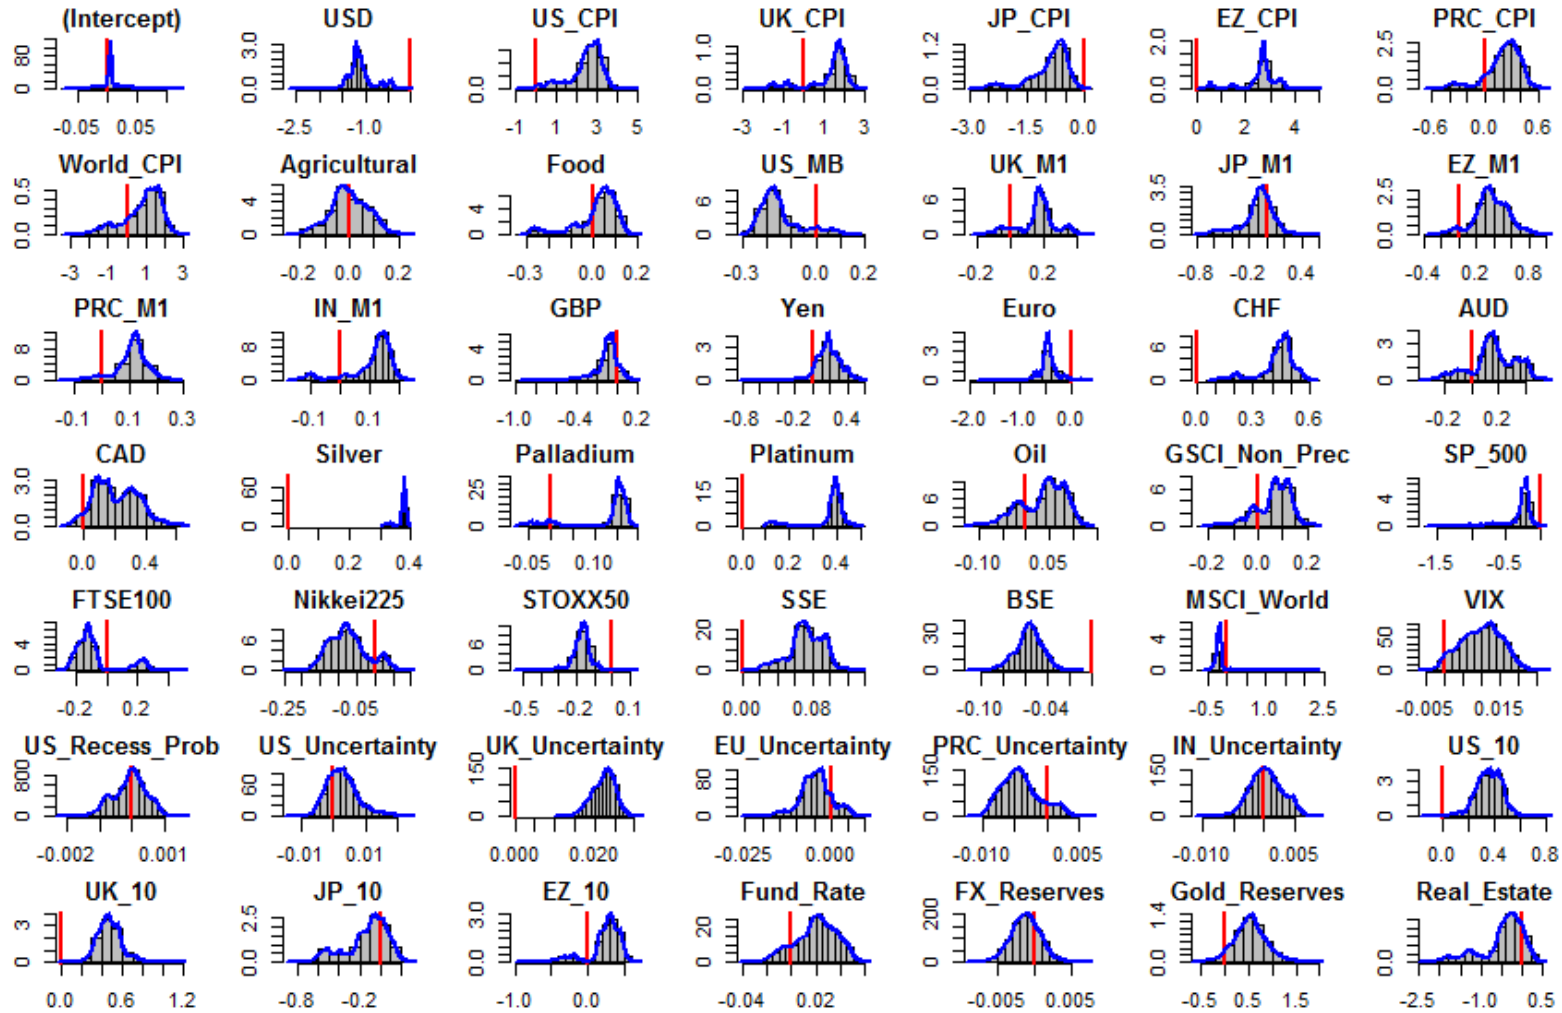 (Intercept) USD US_CPI UK_CPI JP_CPI EZ_CPI PRC_CPI
0 80 0.0 3.0 0.0 0.0 1.0 0.0 1.2 0.0 2.0 0.0 2.5
-0.05 0.05 -2.5 -1.0 -1 1 3 5 -3 -1 1 3 -3.0 -1.5 0.0 0 2 4 -0.6 0.0 0.6
World_CPI Agricultural Food US_MB UK_M1 JP_M1 EZ_M1
0.0 0.5 0 4 0 4 0 6 0 6 0.0 3.5 0.0 2.5
-3 -1 1 3 -0.2 0.0 0.2 -0.3 0.0 0.2 -0.3 0.0 0.2 -0.2 0.2 -0.8 -0.2 0.4 -0.4 0.2 0.8
PRC_M1 IN_M1 GBP Yen Euro CHF AUD
0 8 0 8 0 4 0 3 0 3 0 6 0 3
-0.1 0.1 0.3 -0.1 0.1 -1.0 -0.4 0.2 -0.8 -0.2 0.4 -2.0 -1.0 0.0 0.0 0.3 0.6 -0.2 0.2
CAD Silver Palladium Platinum Oil GSCI_Non_Prec SP_500
0.0 3.0 0 60 0 25 0 15 0 6 0 6 0 4
0.0 0.4 0.0 0.2 0.4 -0.05 0.10 0.0 0.2 0.4 -0.10 0.00 -0.2 0.0 0.2 -1.5 -0.5
FTSE100 Nikkei225 STOXX50 SSE BSE MSCI_World VIX
0 4 0 6 0 6 0 20 0 30 0 4 0 50
-0.2 0.2 -0.25 -0.05 -0.5 -0.2 0.1 0.00 0.08 -0.10 -0.04 -0.5 1.0 2.5 -0.005 0.015
US_Recess_Prob US_Uncertainty UK_Uncertainty EU_Uncertainty PRC_Uncertainty IN_Uncertainty US_10
0 800 0 60 0 150 0 80 0 150 0 150 0 3
-0.002 0.001 -0.01 0.01 0.000 0.020 -0.025 0.000 -0.010 0.005 -0.010 0.005 0.0 0.4 0.8
UK_10 JP_10 EZ_10 Fund_Rate FX_Reserves Gold_Reserves Real_Estate
0 3 0.0 2.5 0.0 3.0 0 20 0 200 0.0 1.4 0.0
0.0 0.6 1.2 -0.8 -0.2 -1.0 0.0 -0.04 0.02 -0.005 0.005 -0.5 0.5 1.5 -2.5 -1.0 0.5